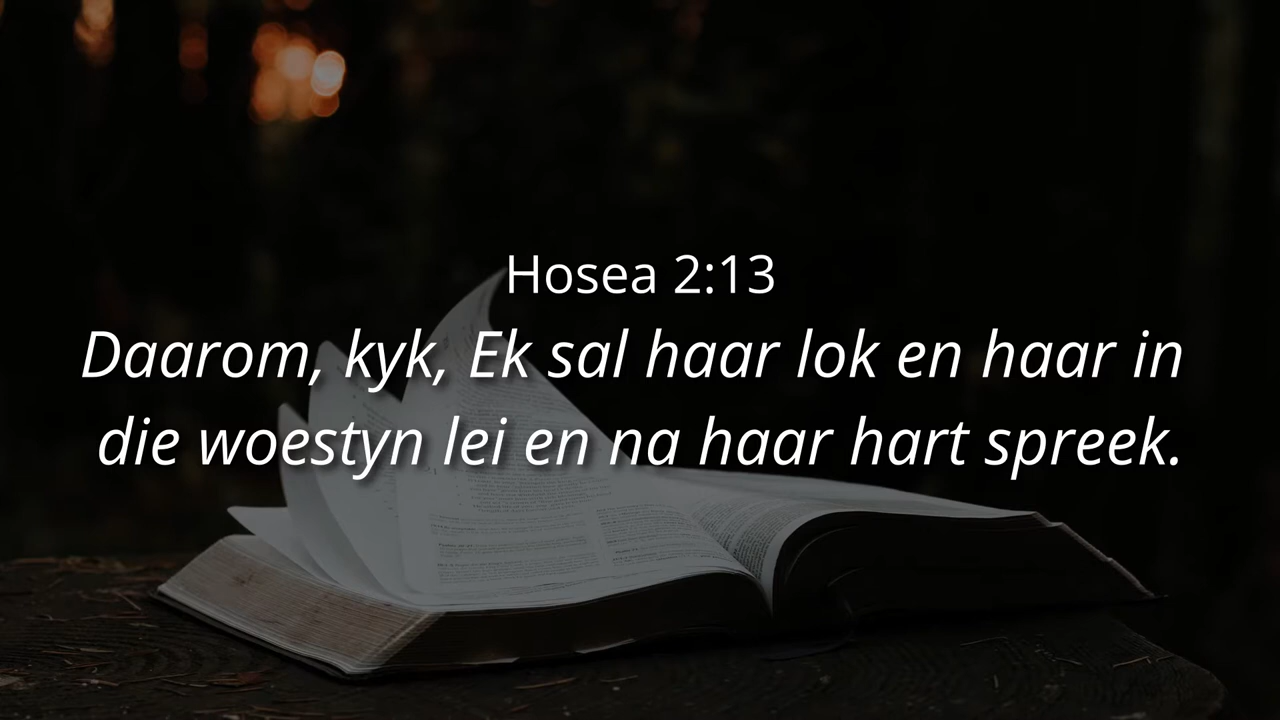 Hosea 2:13
Daarom, kyk, Ek sal haar lok en haar in
die woestyn lei en na haar hart spreek.